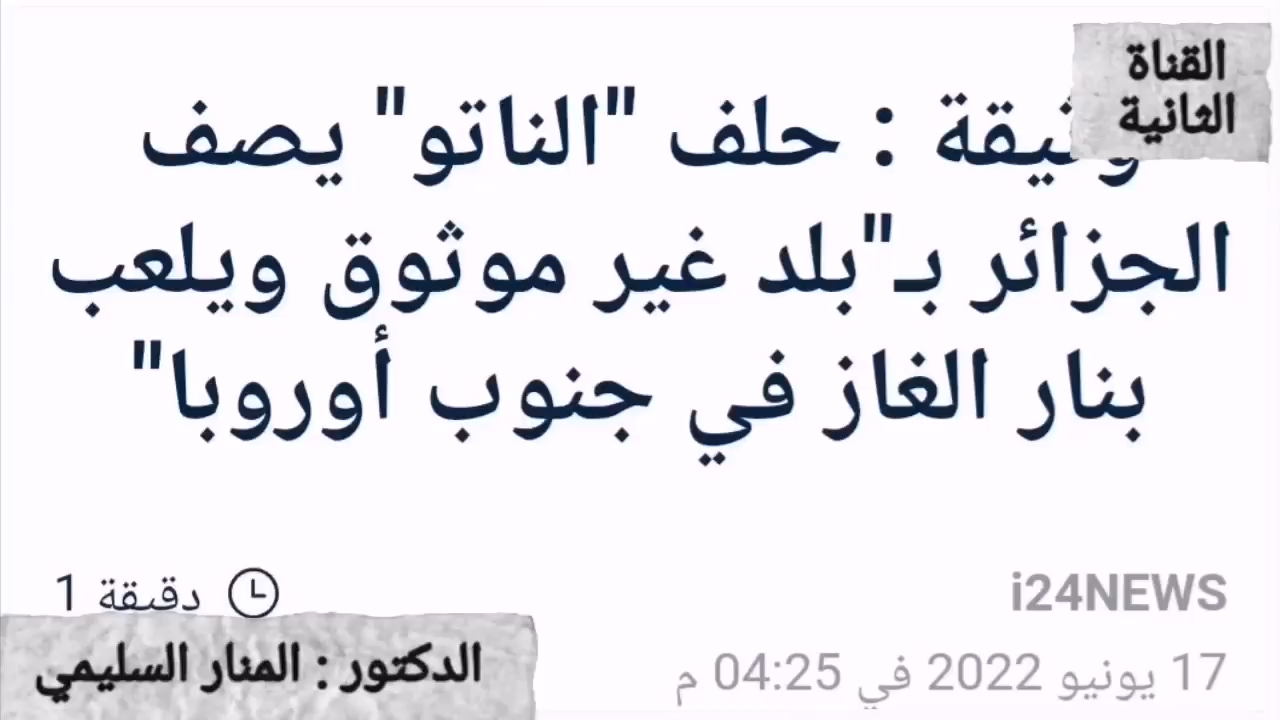 القناة
الثانية
وثيقة : حلف "الناتو" يصف
الجزائر بـ"بلد غير موثوق ويلعب
بنار الغاز في جنوب أوروبا"
i24NEWS
دقيقة 1
17 يونيو 2022 في 04:25 م
الدكتور : المنار السليمي